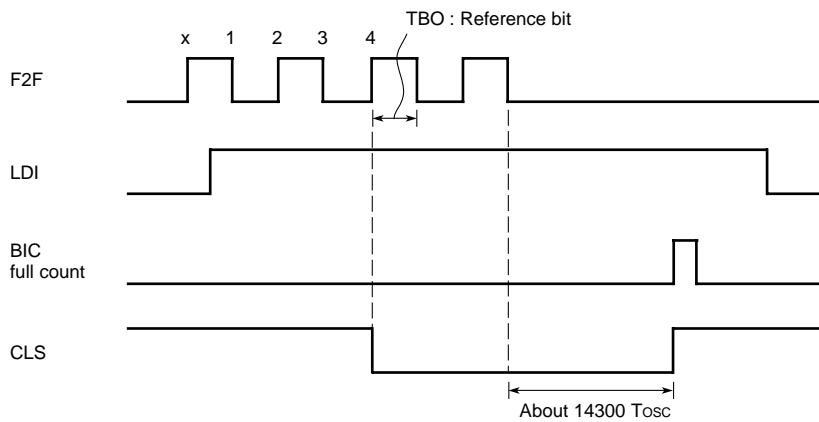 TBO : Reference bit
x 1 2 3 4
F2F
LDI
BIC
full count
CLS
About 14300 Tosc